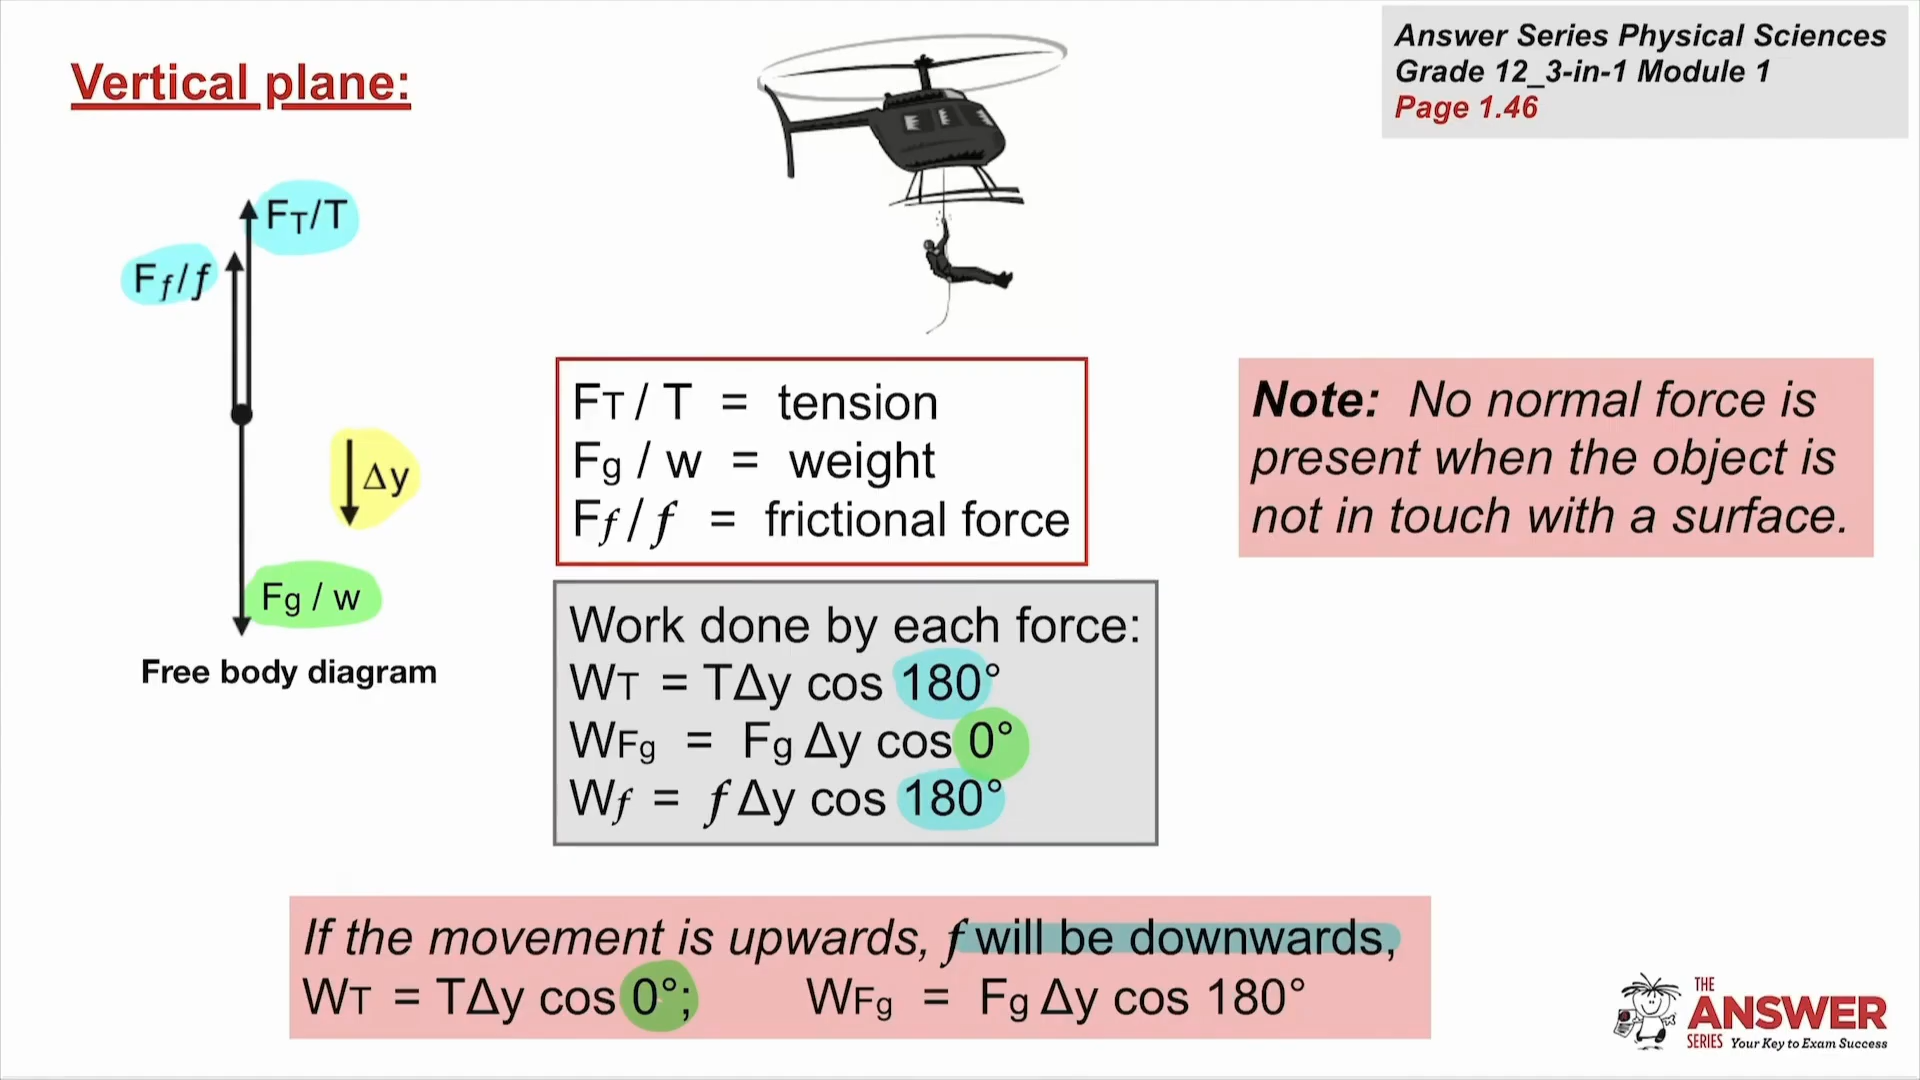 Vertical plane:
Answer Series Physical Sciences
Grade 12_3-in-1 Module 1
Page 1.46
FT/T
Ff/f
Δy
Fg / w
Free body diagram
FT / T = tension
Fg / w = weight
Ff / f = frictional force
Note: No normal force is
present when the object is
not in touch with a surface.
Work done by each force:
WT = TΔy cos 180°
WFg = Fg Δy cos 0°
Wf = fΔy cos 180°
If the movement is upwards, f will be downwards,
WT = TΔy cos 0°; WFg = Fg Δy cos 180°
THE
ANSWER
SERIES Your Key to Exam Success